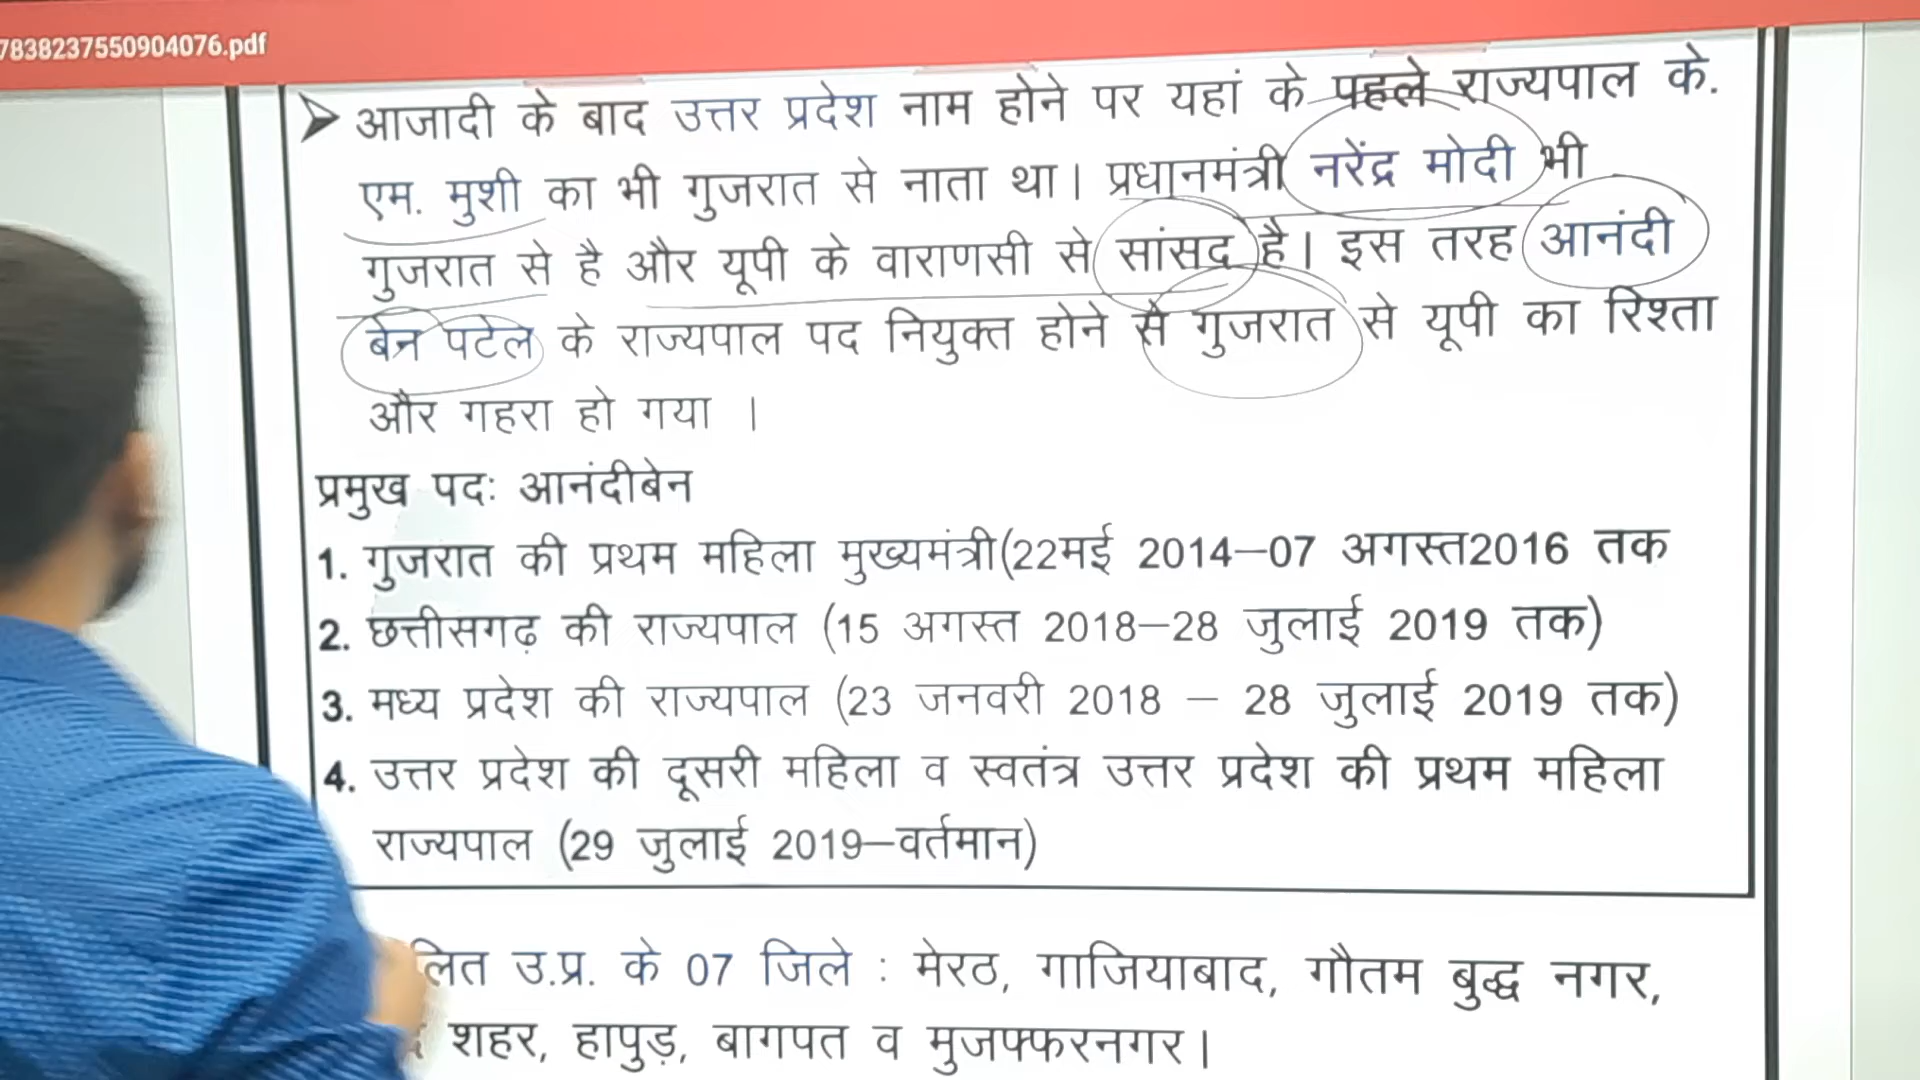 7838237550904076.pdf
➤ आजादी के बाद उत्तर प्रदेश नाम होने पर यहां के पहले राज्यपाल के.
एम. मुशी का भी गुजरात से नाता था। प्रधानमंत्री नरेंद्र मोदी भी
गुजरात से है और यूपी के वाराणसी से सांसद है। इस तरह आनंदी
बेन पटेल के राज्यपाल पद नियुक्त होने से गुजरात से यूपी का रिश्ता
और गहरा हो गया ।
प्रमुख पदः आनंदीबेन
1. गुजरात की प्रथम महिला मुख्यमंत्री(22मई 2014–07 अगस्त2016 तक
2. छत्तीसगढ़ की राज्यपाल (15 अगस्त 2018–28 जुलाई 2019 तक)
3. मध्य प्रदेश की राज्यपाल (23 जनवरी 2018 – 28 जुलाई 2019 तक)
4. उत्तर प्रदेश की दूसरी महिला व स्वतंत्र उत्तर प्रदेश की प्रथम महिला
राज्यपाल (29 जुलाई 2019–वर्तमान)
लित उ.प्र. के 07 जिले : मेरठ, गाजियाबाद, गौतम बुद्ध नगर,
शहर, हापुड़, बागपत व मुजफ्फरनगर।